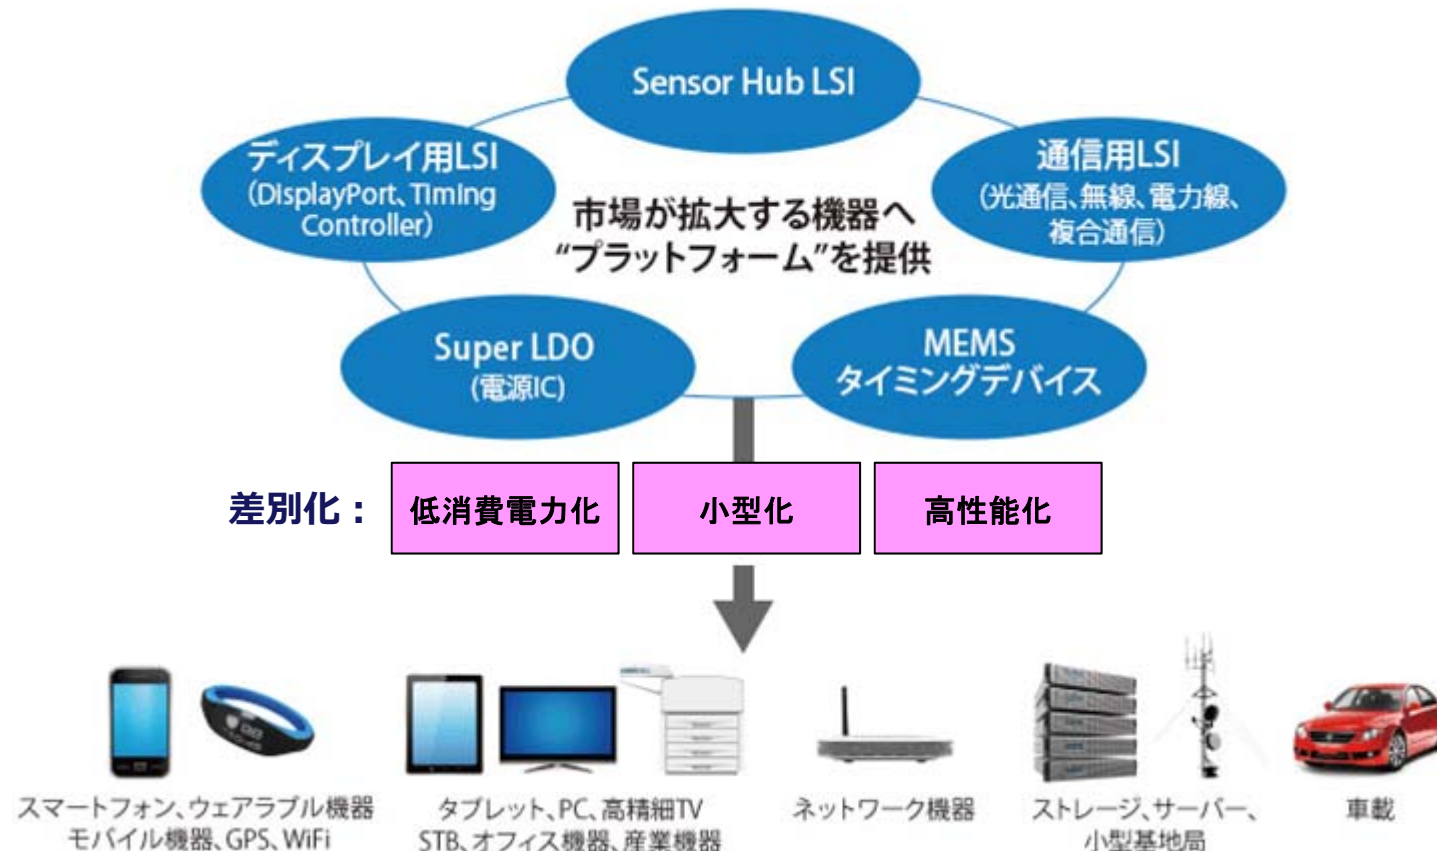 Sensor Hub LSI
ディスプレイ用LSI
(DisplayPort、Timing
Controller)
通信用LSI
(光通信、無線、電力線、
複合通信)
市場が拡大する機器へ
“プラットフォーム”を提供
Super LDO
(電源IC)
MEMS
タイミングデバイス
差別化：
低消費電力化
小型化
高性能化
スマートフォン、ウェアラブル機器
モバイル機器、GPS、WiFi
タブレット、PC、高精細TV
STB、オフィス機器、産業機器
ネットワーク機器
ストレージ、サーバー、
小型基地局
車載